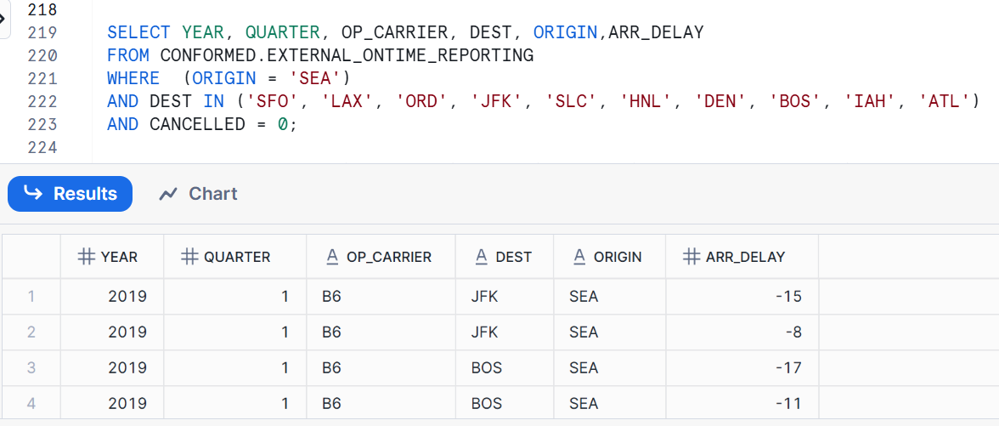 218
219 SELECT YEAR, QUARTER, OP_CARRIER, DEST, ORIGIN,ARR_DELAY
220 FROM CONFORMED.EXTERNAL_ONTIME_REPORTING
221 WHERE  (ORIGIN = 'SEA')
222 AND DEST IN ('SFO', 'LAX', 'ORD', 'JFK', 'SLC', 'HNL', 'DEN', 'BOS', 'IAH', 'ATL')
223 AND CANCELLED = 0;
224
Results Chart
# YEAR # QUARTER A OP_CARRIER A DEST A ORIGIN # ARR_DELAY
1 2019 1 B6 JFK SEA -15
2 2019 1 B6 JFK SEA -8
3 2019 1 B6 BOS SEA -17
4 2019 1 B6 BOS SEA -11